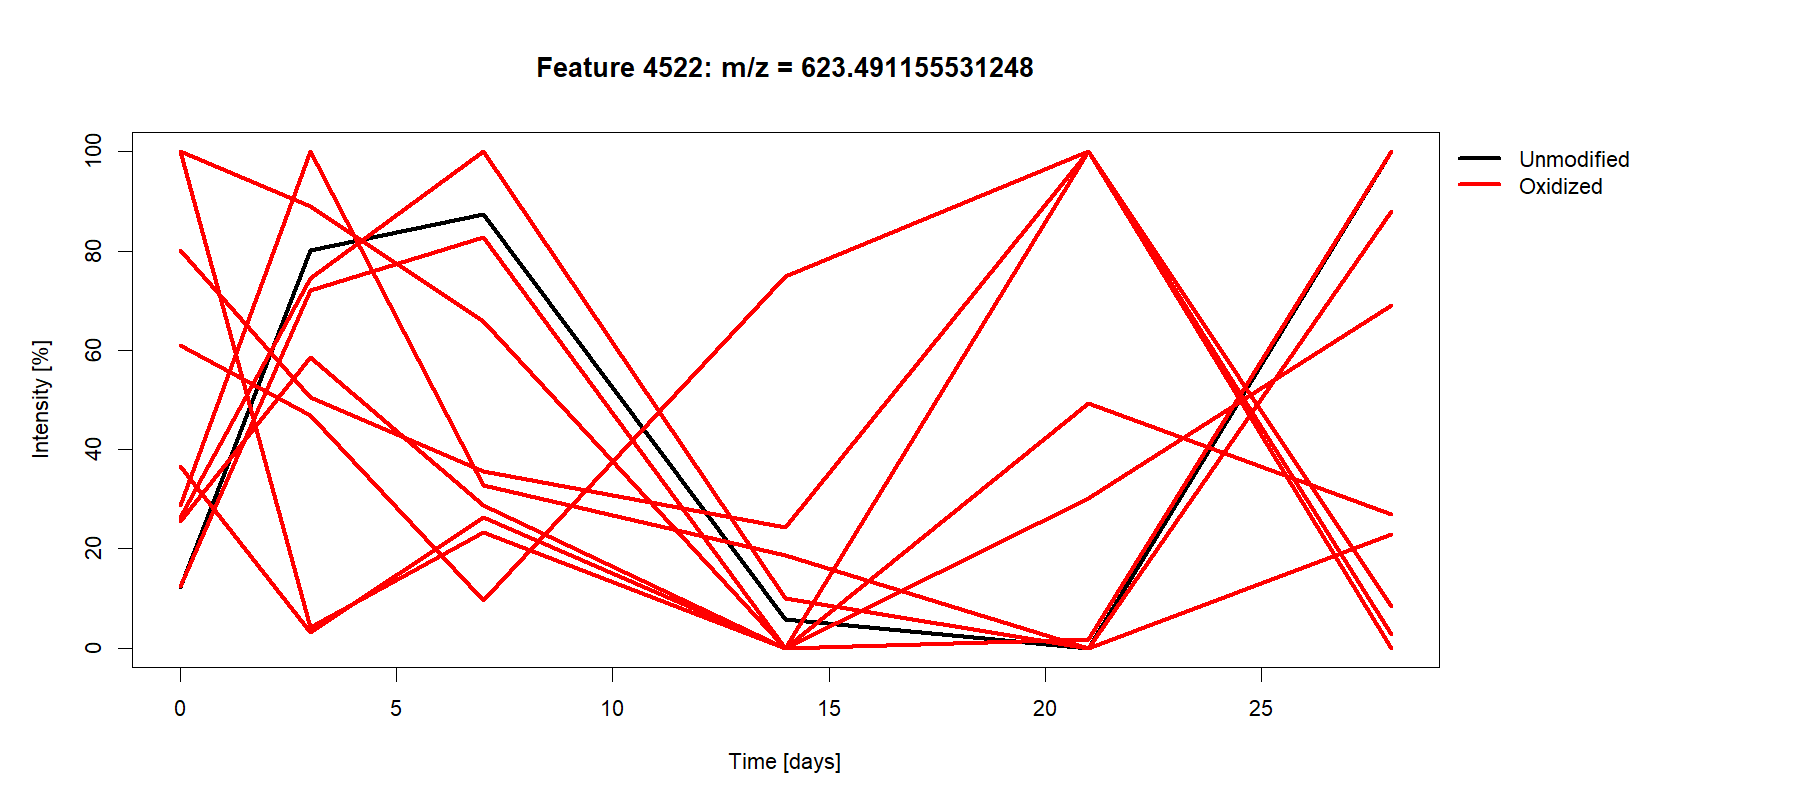 Feature 4522: m/z = 623.491155531248
Intensity [%]
100
80
60
40
20
0
0 5 10 15 20 25
Time [days]
Unmodified
Oxidized